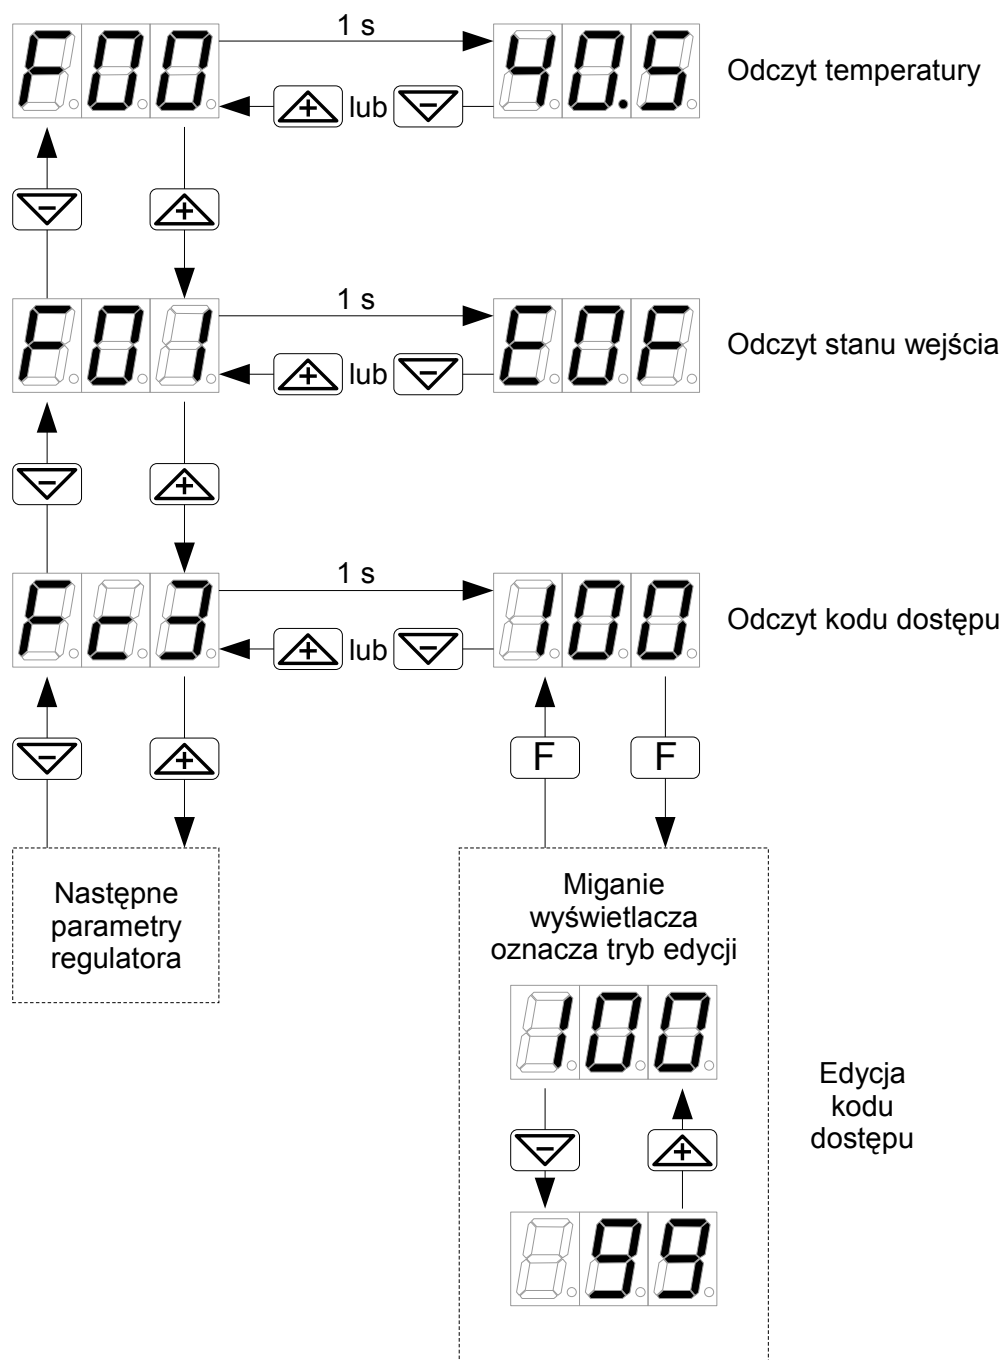 F00 1 s 40.5 Odczyt temperatury
+ lub −
− +
F01 1 s E0F Odczyt stanu wejścia
+ lub −
− +
Fc3 1 s 100 Odczyt kodu dostępu
+ lub −
− + F F
Następne
parametry
regulatora
Miganie
wyświetlacza
oznacza tryb edycji
100
− +
99
Edycja
kodu
dostępu